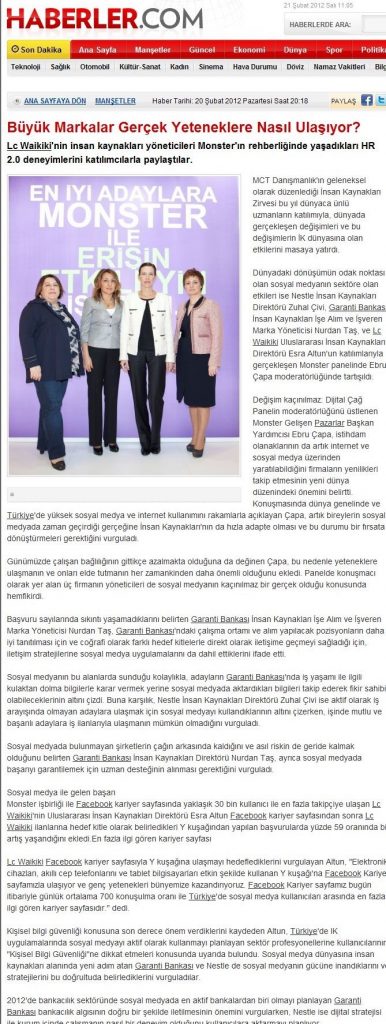 HABERLER.COM
21 Şubat 2012 Salı 11:05
HABERLERDE ARA:
Son Dakika Ana Sayfa Manşetler Güncel Ekonomi Dünya Spor Politika
Teknoloji Sağlık Otomobil Kültür-Sanat Kadın Sinema Hava Durumu Döviz Namaz Vakitleri
ANA SAYFAYA DÖN MANŞETLER Haber Tarihi: 20 Şubat 2012 Pazartesi Saat 20:18 PAYLAŞ
Büyük Markalar Gerçek Yeteneklere Nasıl Ulaşıyor?
Lc Waikiki'nin insan kaynakları yöneticileri Monster'ın rehberliğinde yaşadıkları HR
2.0 deneyimlerini katılımcılarla paylaştılar.
EN İYİ ADAYLARA
MONSTER
İLE
ERİŞİN
MCT Danışmanlık'ın geleneksel
olarak düzenlediği İnsan Kaynakları
Zirvesi bu yıl dünyaca ünlü
uzmanların katılımıyla, dünyada
gerçekleşen değişimleri ve bu
değişimlerin İK dünyasına olan
etkilerini masaya yatırdı.
Dünyadaki dönüşümün odak noktası
olan sosyal medyanın sektöre olan
etkileri ise Nestle İnsan Kaynakları
Direktörü Zuhal Çivi, Garanti Bankası
İnsan Kaynakları İşe Alım ve İşveren
Marka Yöneticisi Nurdan Taş, ve Lc
Waikiki Uluslararası İnsan Kaynakları
Direktörü Esra Altun'un katılımlarıyla
gerçekleşen Monster panelinde Ebru
Çapa moderatörlüğünde tartışıldı.
Değişim kaçınılmaz: Dijital Çağ
Panelin moderatörlüğünü üstlenen
Monster Gelişen Pazarlar Başkan
Yardımcısı Ebru Çapa, istihdam
olanaklarının da artık internet ve
sosyal medya üzerinden
yaratılabildiğini firmaların yenilikleri
takip etmesinin yeni dünya
düzenindeki önemini belirtti.
Konuşmasında dünya genelinde ve
Türkiye'de yüksek sosyal medya ve internet kullanımını rakamlarla açıklayan Çapa, artık bireylerin sosyal
medyada zaman geçirdiği gerçeğine İnsan Kaynakları'nın da hızla adapte olması ve bu durumu bir fırsata
dönüştürmeleri gerektiğini vurguladı.
Günümüzde çalışan bağlılığının gittikçe azalmakta olduğuna da değinen Çapa, bu nedenle yeteneklere
ulaşmanın ve onları elde tutmanın her zamankinden daha önemli olduğunu ekledi. Panelde konuşmacı
olarak yer alan üç firmanın yöneticileri de sosyal medyanın kaçınılmaz bir gerçek olduğu konusunda
hemfikirdi.
Başvuru sayılarında sıkıntı yaşamadıklarını belirten Garanti Bankası İnsan Kaynakları İşe Alım ve İşveren
Marka Yöneticisi Nurdan Taş, Garanti Bankası'ndaki çalışma ortamı ve alım yapılacak pozisyonların daha
iyi tanıtılması için ve coğrafi olarak farklı hedef kitlelerle direkt olarak iletişime geçmeyi sağladığı için,
iletişim stratejilerine sosyal medya uygulamalarını da dahil ettiklerini ifade etti.
Sosyal medyanın bu alanlarda sunduğu kolaylıkla, adayların Garanti Bankası'nda iş yaşamı ile ilgili
kulaktan dolma bilgilerle karar vermek yerine sosyal medyada aktardıkları bilgileri takip ederek fikir sahibi
olabileceklerinin altını çizdi. Buna karşılık, Nestle İnsan Kaynakları Direktörü Zuhal Çivi ise aktif olarak iş
arayışında olmayan adaylara ulaşmak için sosyal medyayı kullandıklarının altını çizerken, işinde mutlu ve
başarılı adaylara iş ilanlarıyla ulaşmanın mümkün olmadığını vurguladı.
Sosyal medyada bulunmayan şirketlerin çağın arkasında kaldığını ve asıl riskin de geride kalmak
olduğunu belirten Garanti Bankası İnsan Kaynakları Direktörü Nurdan Taş, ayrıca sosyal medyada
başarıyı garantilemek için uzman desteğinin alınması gerektiğini vurguladı.
Sosyal medya ile gelen başarı
Monster işbirliği ile Facebook kariyer sayfasında yaklaşık 30 bin kullanıcı ile en fazla takipçiye ulaşan Lc
Waikiki'nin Uluslararası İnsan Kaynakları Direktörü Esra Altun Facebook kariyer sayfasından sonra Lc
Waikiki ilanlarına hedef kitle olarak belirledikleri Y kuşağından yapılan başvurularda yüzde 59 oranında bir
artış yaşandığını ekledi.En fazla ilgi gören kariyer sayfası
Lc Waikiki Facebook kariyer sayfasıyla Y kuşağına ulaşmayı hedeflediklerini vurgulayan Altun, "Elektronik
cihazları, akıllı cep telefonlarını ve tablet bilgisayarları etkin şekilde kullanan Y kuşağı'na Facebook Kariyer
sayfamızla ulaşıyor ve genç yetenekleri bünyemize kazandırıyoruz. Facebook Kariyer sayfamız bugün
itibariyle günlük ortalama 700 konuşulma oranı ile Türkiye'de sosyal medya kullanıcıları arasında en fazla
ilgi gören kariyer sayfasıdır." dedi.
Kişisel bilgi güvenliği konusuna son derece önem verdiklerini kaydeden Altun, Türkiye'de İK
uygulamalarında sosyal medyayı aktif olarak kullanmayı planlayan sektör profesyonellerine kullanıcılarının
"Kişisel Bilgi Güvenliği"ne dikkat etmeleri konusunda uyarıda bulundu. Sosyal medya dünyasına insan
kaynakları alanında yeni adım atan Garanti Bankası ve Nestle de sosyal medyanın gücüne inandıklarını ve
stratejilerini bu doğrultuda belirlediklerini vurguladılar.
2012'de bankacılık sektöründe sosyal medyada en aktif bankalardan biri olmayı planlayan Garanti
Bankası bankacılık algısının doğru bir şekilde iletilmesinin önemini vurgularken, Nestle ise dijital stratejisi